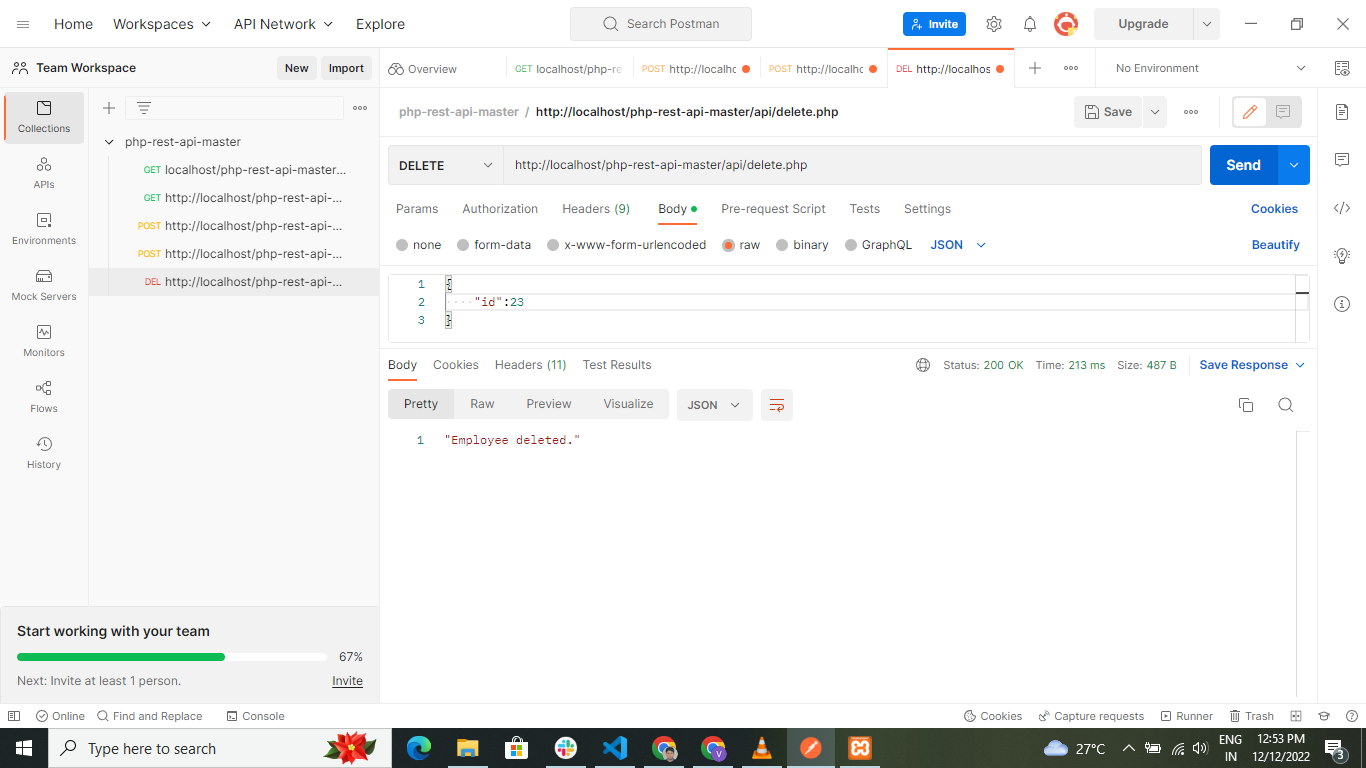 Home Workspaces API Network Explore Search Postman Invite Upgrade
Team Workspace New Import Overview GET localhost/php-re POST http://localho POST http://localho DEL http://localhos No Environment
php-rest-api-master / http://localhost/php-rest-api-master/api/delete.php Save
Collections
APIs
Environments
Mock Servers
Monitors
Flows
History
php-rest-api-master
GET localhost/php-rest-api-master...
GET http://localhost/php-rest-api-...
POST http://localhost/php-rest-api-...
POST http://localhost/php-rest-api-...
DEL http://localhost/php-rest-api-...
DELETE http://localhost/php-rest-api-master/api/delete.php Send
Params Authorization Headers (9) Body Pre-request Script Tests Settings Cookies
none form-data x-www-form-urlencoded raw binary GraphQL JSON Beautify
1 {
2 "id":23
3 }
Body Cookies Headers (11) Test Results Status: 200 OK Time: 213 ms Size: 487 B Save Response
Pretty Raw Preview Visualize JSON
1 "Employee deleted."
Start working with your team
67%
Next: Invite at least 1 person. Invite
Online Find and Replace Console Cookies Capture requests Runner Trash
Type here to search 27°C ENG IN 12:53 PM 12/12/2022 3
V